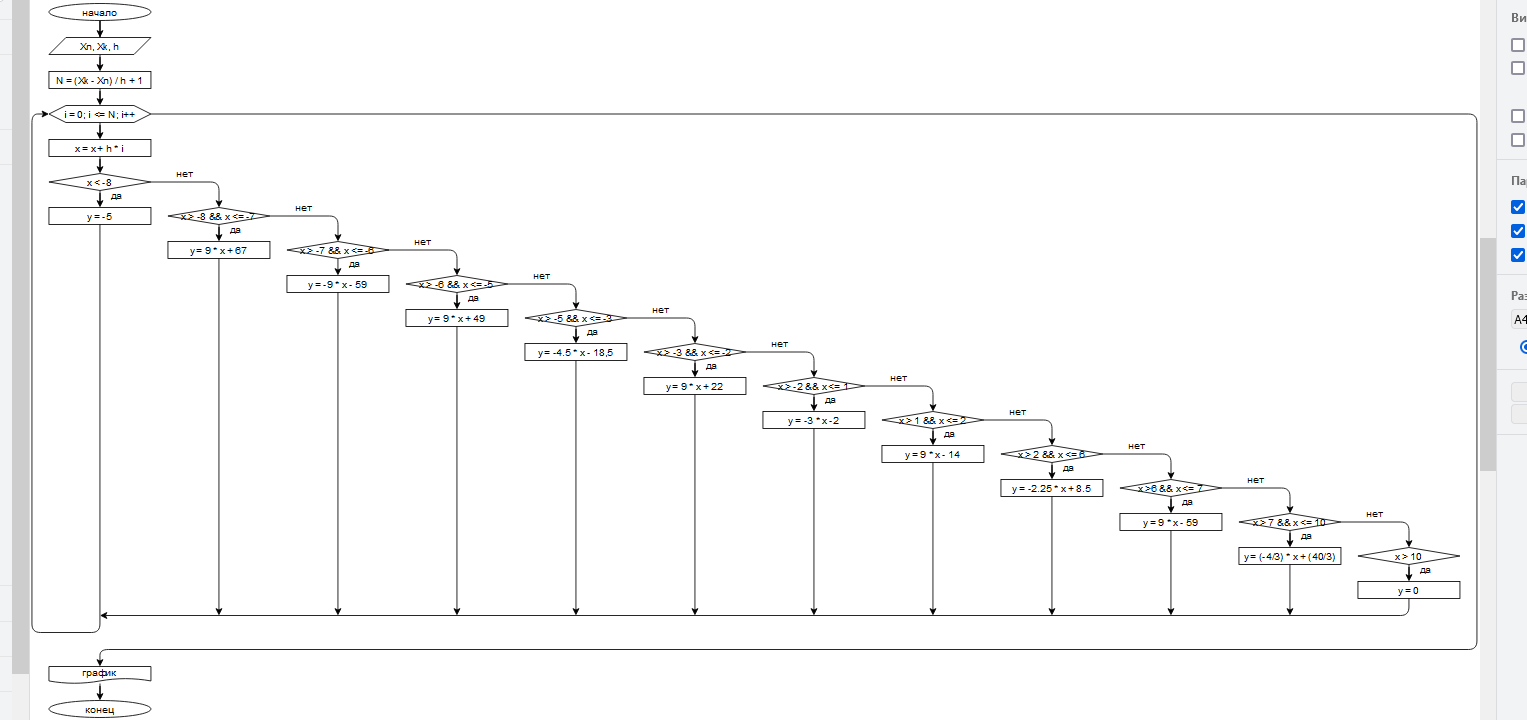 начало
Xn, Xk, h
N = (Xk - Xn) / h + 1
i = 0; i <= N; i++
x = x + h * i
x < -8
нет
да
y = -5
x > -8 && x <= -7
нет
да
y = 9 * x + 67
x > -7 && x <= -6
нет
да
y = -9 * x - 59
x > -6 && x <= -5
нет
да
y = 9 * x + 49
x > -5 && x <= -3
нет
да
y = -4.5 * x - 18,5
x > -3 && x <= -2
нет
да
y = 9 * x + 22
x > -2 && x <= 1
нет
да
y = -3 * x - 2
x > 1 && x <= 2
нет
да
y = 9 * x - 14
x > 2 && x <= 6
нет
да
y = -2.25 * x + 8.5
x >6 && x <= 7
нет
да
y = 9 * x - 59
x > 7 && x <= 10
нет
да
y = (-4/3) * x + (40/3)
x > 10
да
y = 0
график
конец
Ви
Па
Раз
A4